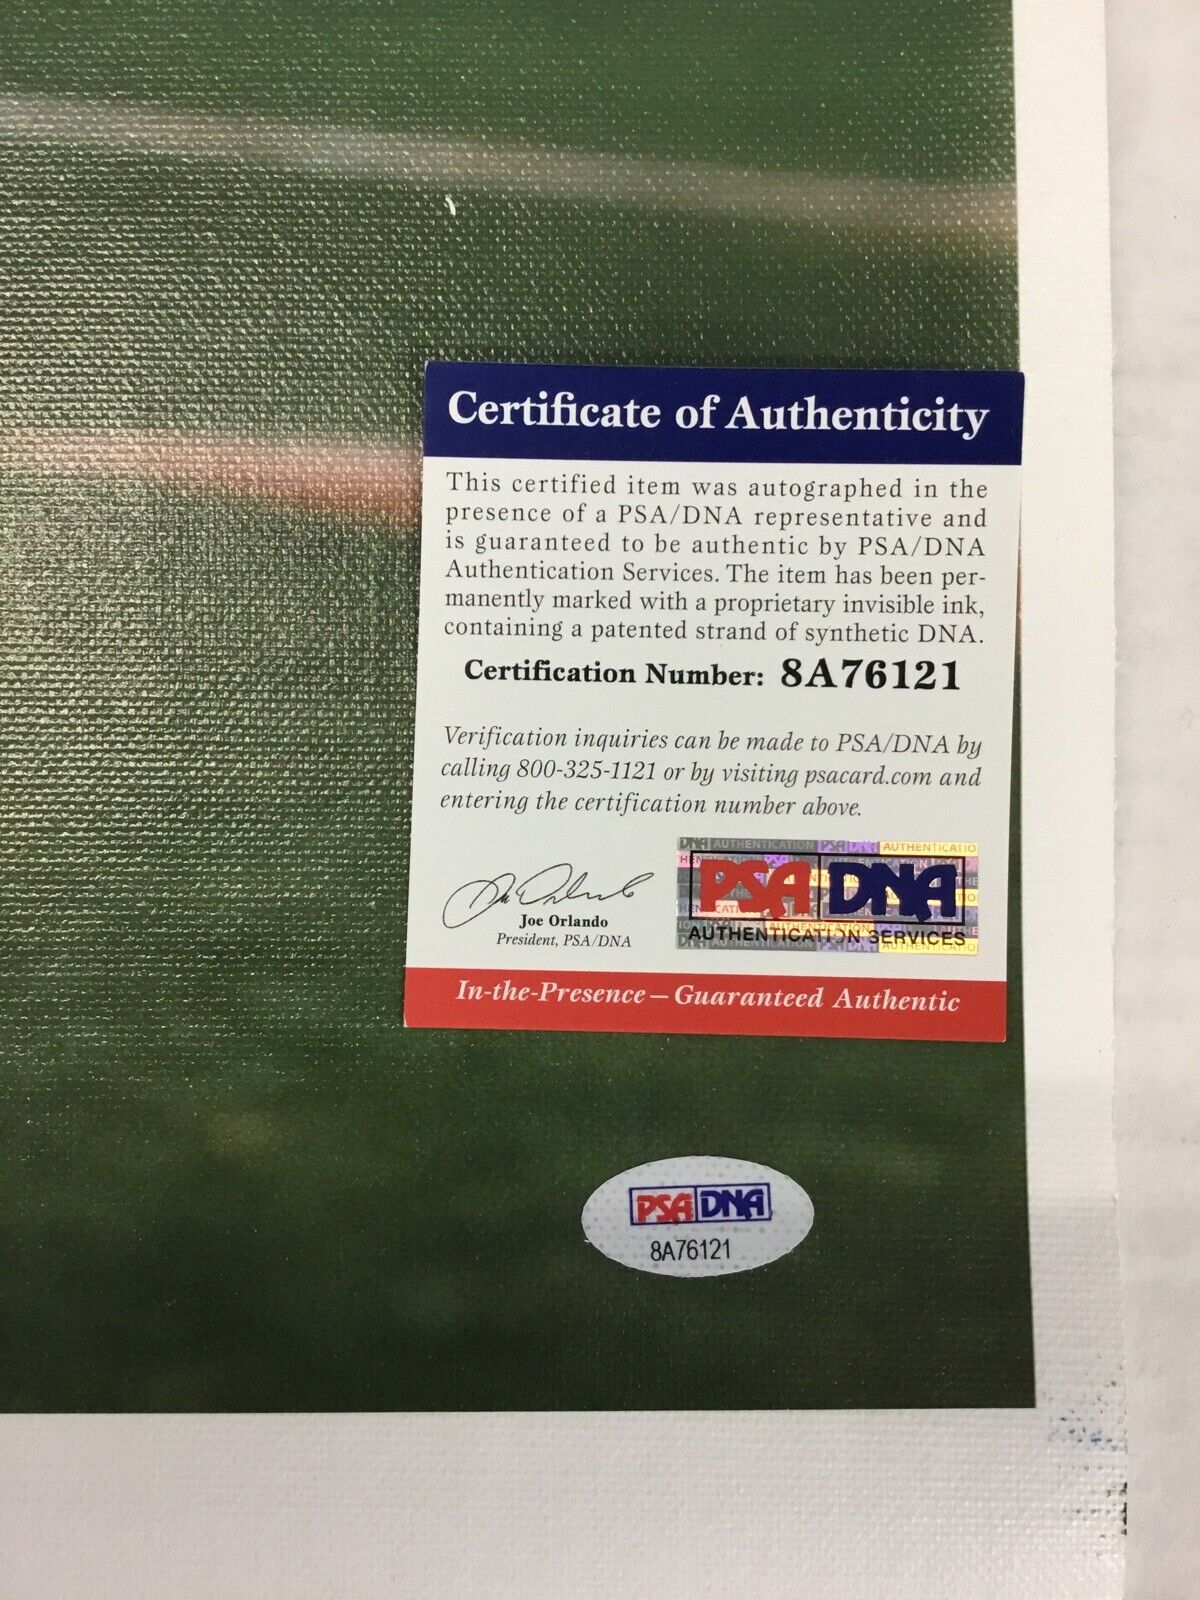 Certificate of Authenticity
This certified item was autographed in the
presence of a PSA/DNA representative and
is guaranteed to be authentic by PSA/DNA
Authentication Services. The item has been per-
manently marked with a proprietary invisible ink,
containing a patented strand of synthetic DNA.
Certification Number: 8A76121
Verification inquiries can be made to PSA/DNA by
calling 800-325-1121 or by visiting psacard.com and
entering the certification number above.
PSA DNA
AUTHENTICATION SERVICES
Joe Orlando
President, PSA/DNA
In-the-Presence – Guaranteed Authentic
PSA DNA
8A76121